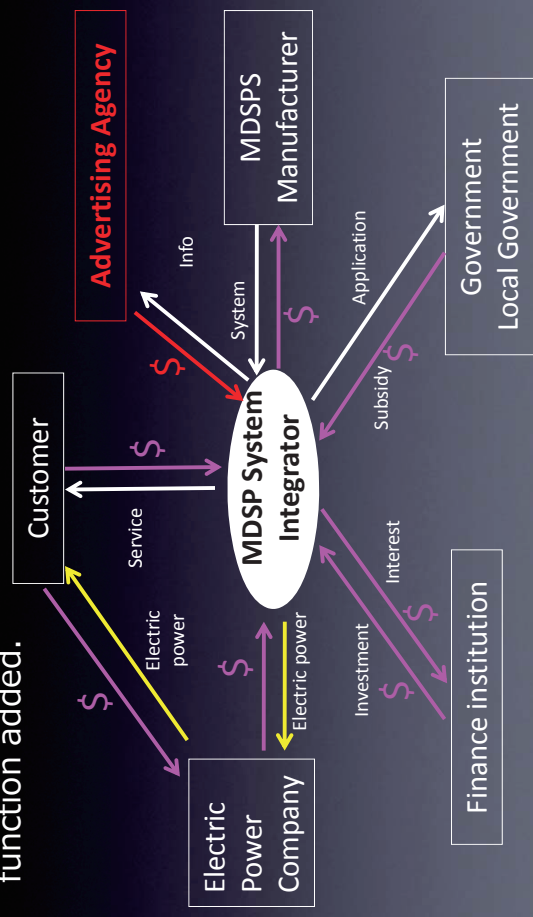 function added.
Customer
Advertising Agency
$
$
Service
Electric
power
$
Info
MDSP System
Integrator
System
$
MDSPS
Manufacturer
Electric
Power
Company
$
Electric power
Investment
$
Interest
$
Subsidy
$
Application
Finance institution
Government
Local Government